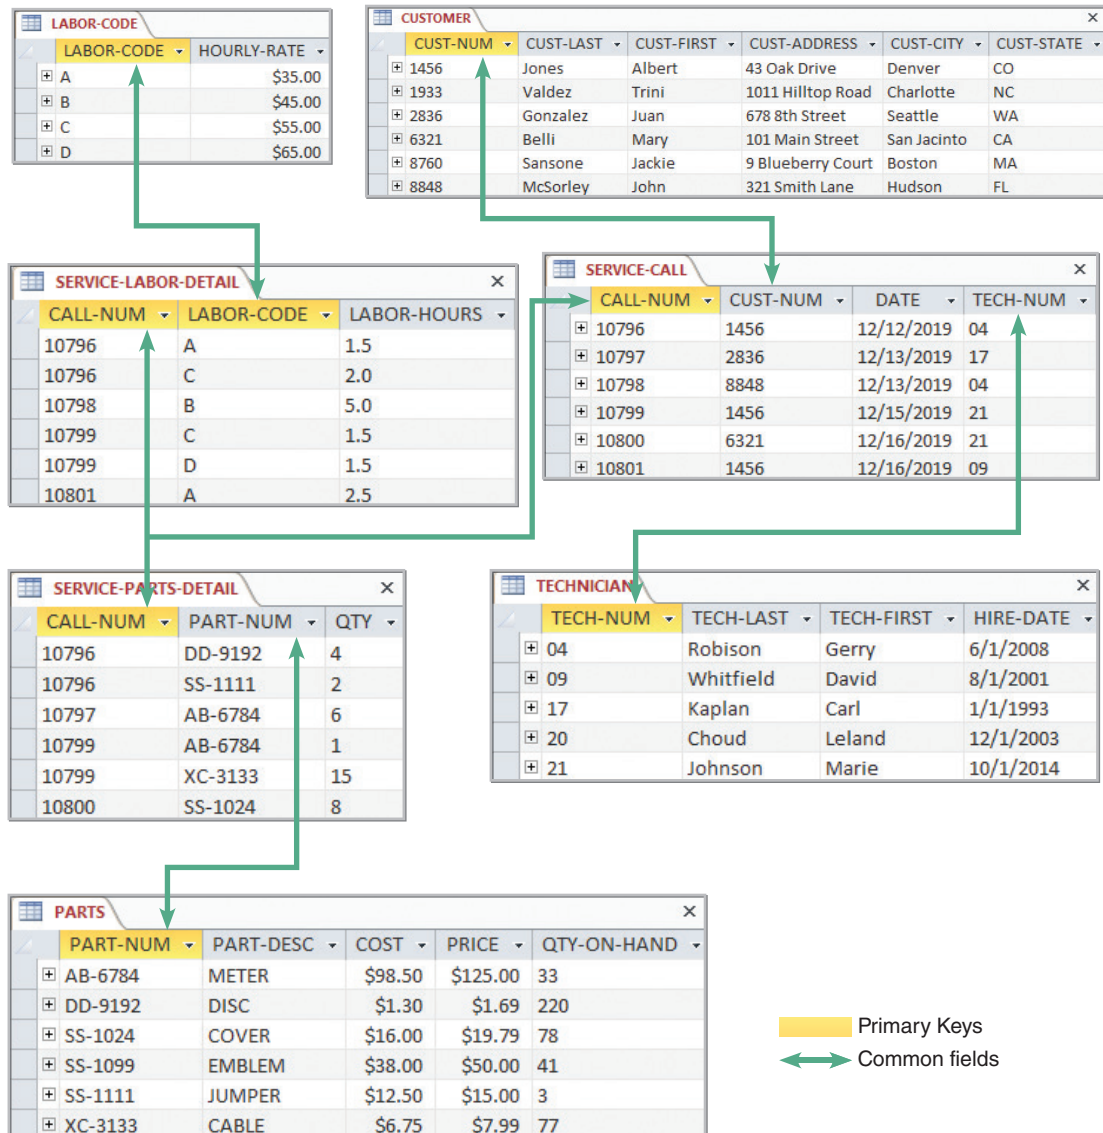 LABOR-CODE
LABOR-CODE HOURLY-RATE
A $35.00
B $45.00
C $55.00
D $65.00
CUSTOMER
CUST-NUM CUST-LAST CUST-FIRST CUST-ADDRESS CUST-CITY CUST-STATE
1456 Jones Albert 43 Oak Drive Denver CO
1933 Valdez Trini 1011 Hilltop Road Charlotte NC
2836 Gonzalez Juan 678 8th Street Seattle WA
6321 Belli Mary 101 Main Street San Jacinto CA
8760 Sansone Jackie 9 Blueberry Court Boston MA
8848 McSorley John 321 Smith Lane Hudson FL
SERVICE-LABOR-DETAIL
CALL-NUM LABOR-CODE LABOR-HOURS
10796 A 1.5
10796 C 2.0
10798 B 5.0
10799 C 1.5
10799 D 1.5
10801 A 2.5
SERVICE-CALL
CALL-NUM CUST-NUM DATE TECH-NUM
10796 1456 12/12/2019 04
10797 2836 12/13/2019 17
10798 8848 12/13/2019 04
10799 1456 12/15/2019 21
10800 6321 12/16/2019 21
10801 1456 12/16/2019 09
SERVICE-PARTS-DETAIL
CALL-NUM PART-NUM QTY
10796 DD-9192 4
10796 SS-1111 2
10797 AB-6784 6
10799 AB-6784 1
10799 XC-3133 15
10800 SS-1024 8
TECHNICIAN
TECH-NUM TECH-LAST TECH-FIRST HIRE-DATE
04 Robison Gerry 6/1/2008
09 Whitfield David 8/1/2001
17 Kaplan Carl 1/1/1993
20 Choud Leland 12/1/2003
21 Johnson Marie 10/1/2014
PARTS
PART-NUM PART-DESC COST PRICE QTY-ON-HAND
AB-6784 METER $98.50 $125.00 33
DD-9192 DISC $1.30 $1.69 220
SS-1024 COVER $16.00 $19.79 78
SS-1099 EMBLEM $38.00 $50.00 41
SS-1111 JUMPER $12.50 $15.00 3
XC-3133 CABLE $6.75 $7.99 77
Primary Keys
Common fields